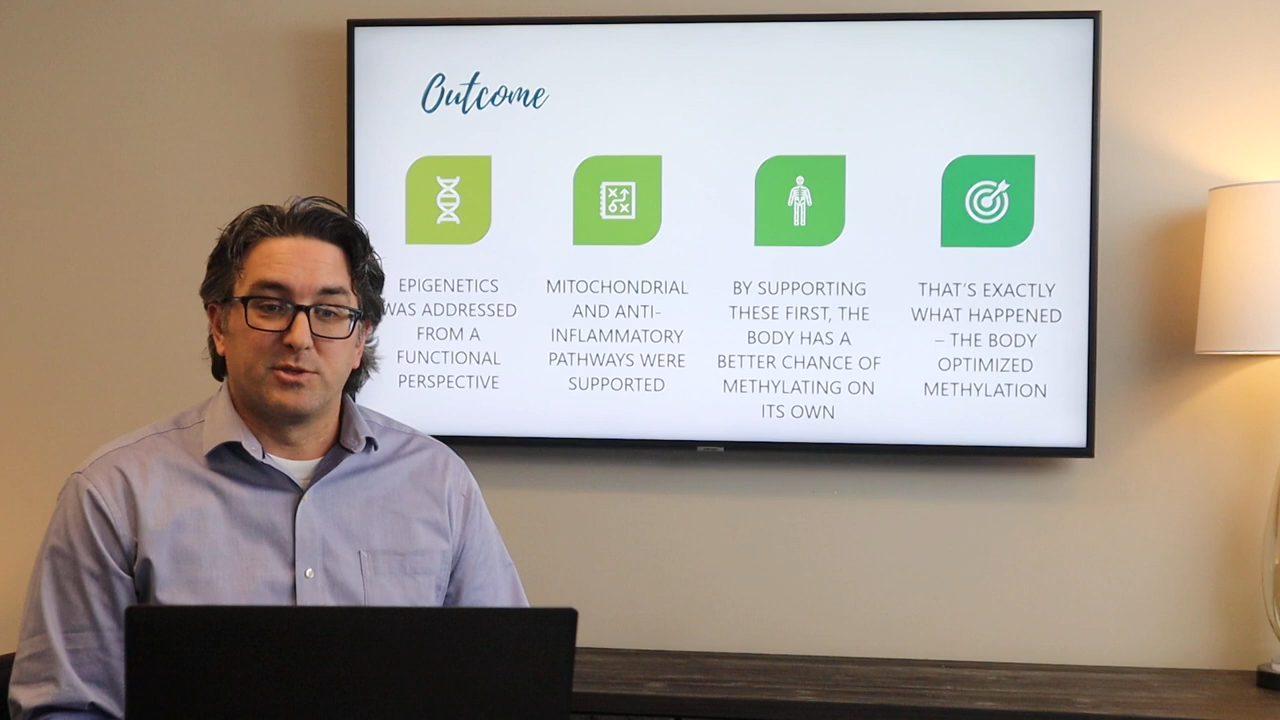 Outcome
EPIGENETICS
WAS ADDRESSED
FROM A
FUNCTIONAL
PERSPECTIVE
MITOCHONDRIAL
AND ANTI-
INFLAMMATORY
PATHWAYS WERE
SUPPORTED
BY SUPPORTING
THESE FIRST, THE
BODY HAS A
BETTER CHANCE OF
METHYLATING ON
ITS OWN
THAT'S EXACTLY
WHAT HAPPENED
– THE BODY
OPTIMIZED
METHYLATION